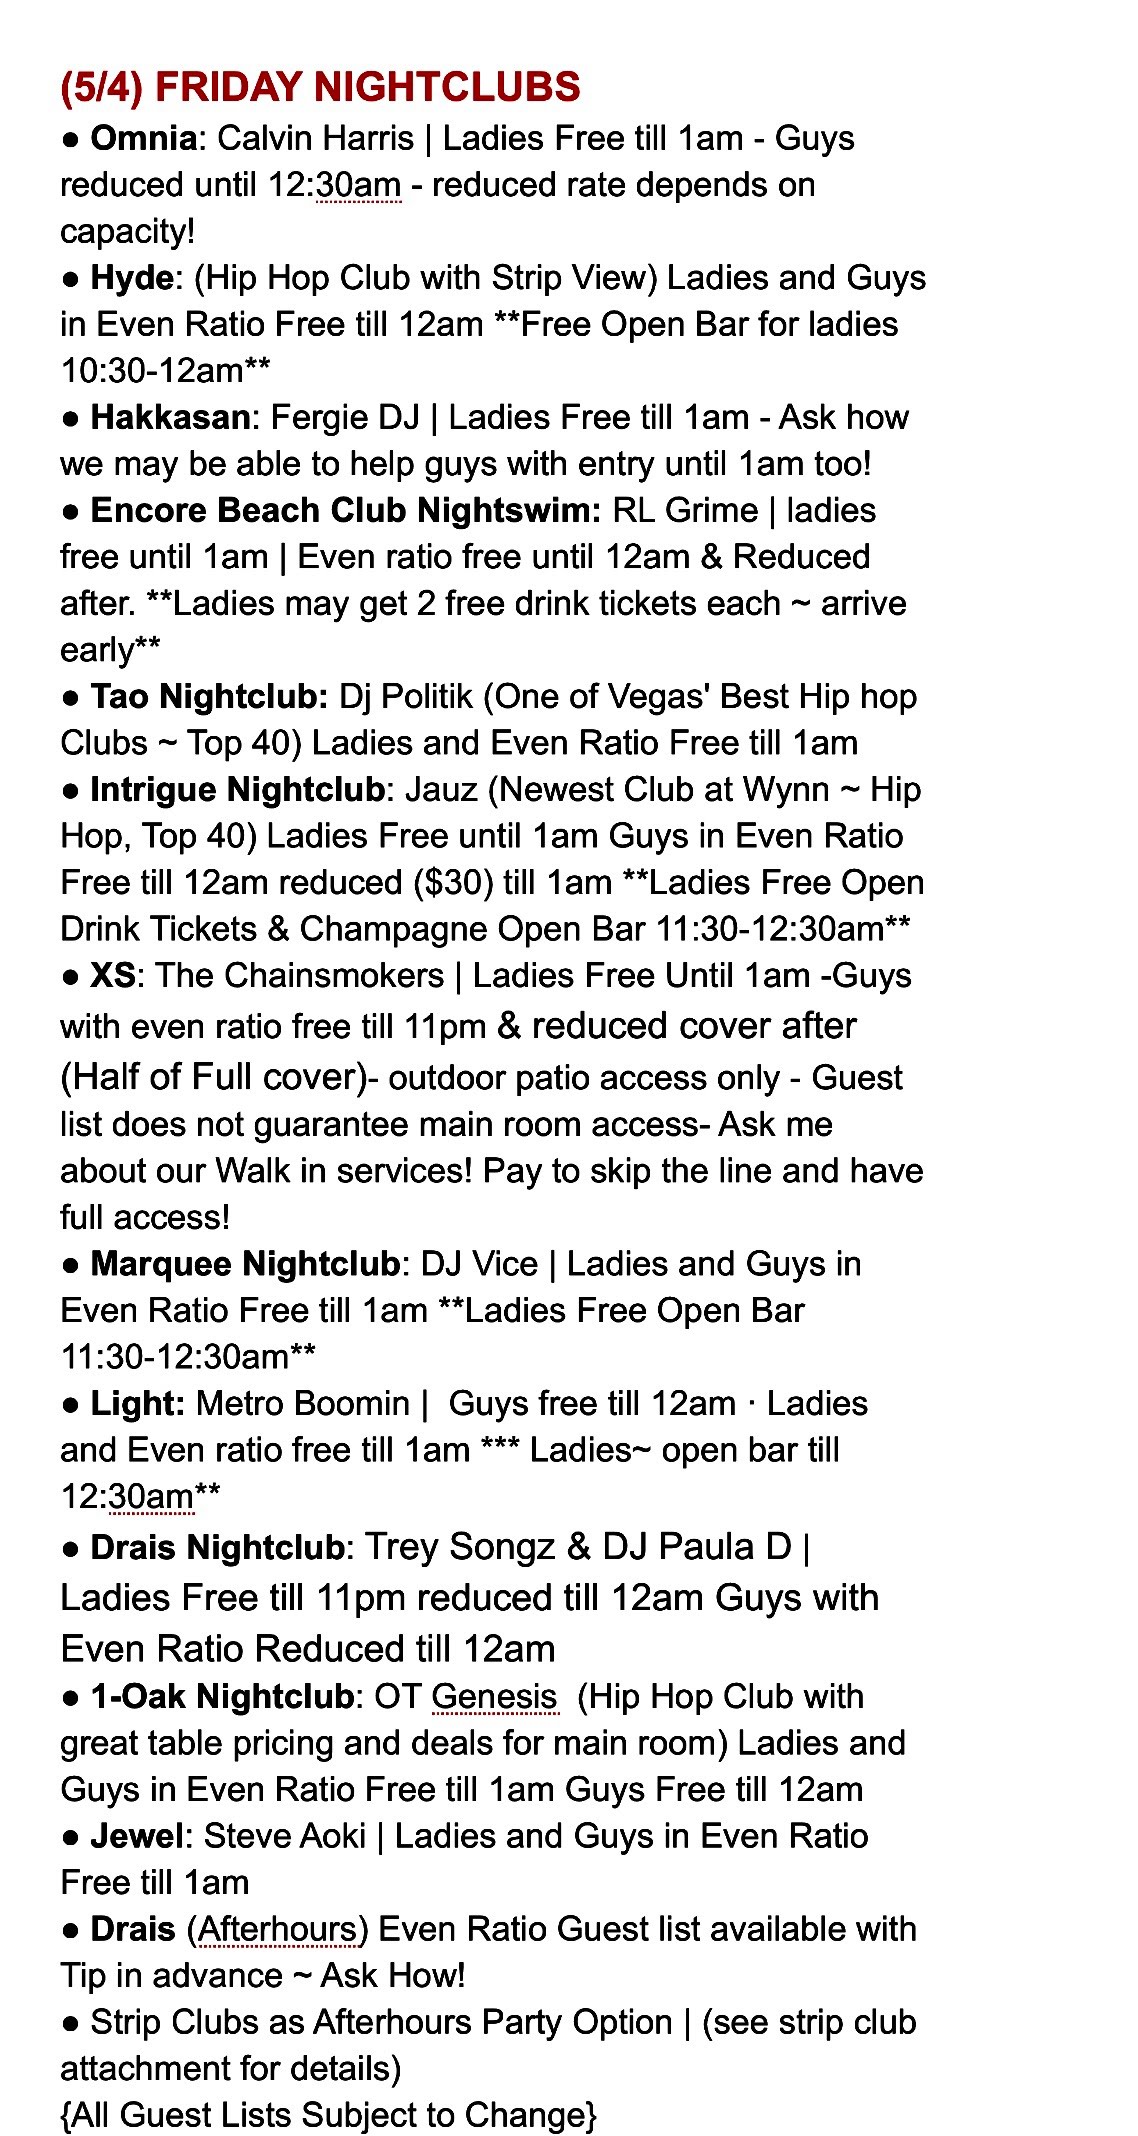 (5/4) FRIDAY NIGHTCLUBS
● Omnia: Calvin Harris | Ladies Free till 1am - Guys
reduced until 12:30am - reduced rate depends on
capacity!
● Hyde: (Hip Hop Club with Strip View) Ladies and Guys
in Even Ratio Free till 12am **Free Open Bar for ladies
10:30-12am**
● Hakkasan: Fergie DJ | Ladies Free till 1am - Ask how
we may be able to help guys with entry until 1am too!
● Encore Beach Club Nightswim: RL Grime | ladies
free until 1am | Even ratio free until 12am & Reduced
after. **Ladies may get 2 free drink tickets each ~ arrive
early**
● Tao Nightclub: Dj Politik (One of Vegas' Best Hip hop
Clubs ~ Top 40) Ladies and Even Ratio Free till 1am
● Intrigue Nightclub: Jauz (Newest Club at Wynn ~ Hip
Hop, Top 40) Ladies Free until 1am Guys in Even Ratio
Free till 12am reduced ($30) till 1am **Ladies Free Open
Drink Tickets & Champagne Open Bar 11:30-12:30am**
● XS: The Chainsmokers | Ladies Free Until 1am -Guys
with even ratio free till 11pm & reduced cover after
(Half of Full cover)- outdoor patio access only - Guest
list does not guarantee main room access- Ask me
about our Walk in services! Pay to skip the line and have
full access!
● Marquee Nightclub: DJ Vice | Ladies and Guys in
Even Ratio Free till 1am **Ladies Free Open Bar
11:30-12:30am**
● Light: Metro Boomin |  Guys free till 12am · Ladies
and Even ratio free till 1am *** Ladies~ open bar till
12:30am**
● Drais Nightclub: Trey Songz & DJ Paula D |
Ladies Free till 11pm reduced till 12am Guys with
Even Ratio Reduced till 12am
● 1-Oak Nightclub: OT Genesis  (Hip Hop Club with
great table pricing and deals for main room) Ladies and
Guys in Even Ratio Free till 1am Guys Free till 12am
● Jewel: Steve Aoki | Ladies and Guys in Even Ratio
Free till 1am
● Drais (Afterhours) Even Ratio Guest list available with
Tip in advance ~ Ask How!
● Strip Clubs as Afterhours Party Option | (see strip club
attachment for details)
{All Guest Lists Subject to Change}